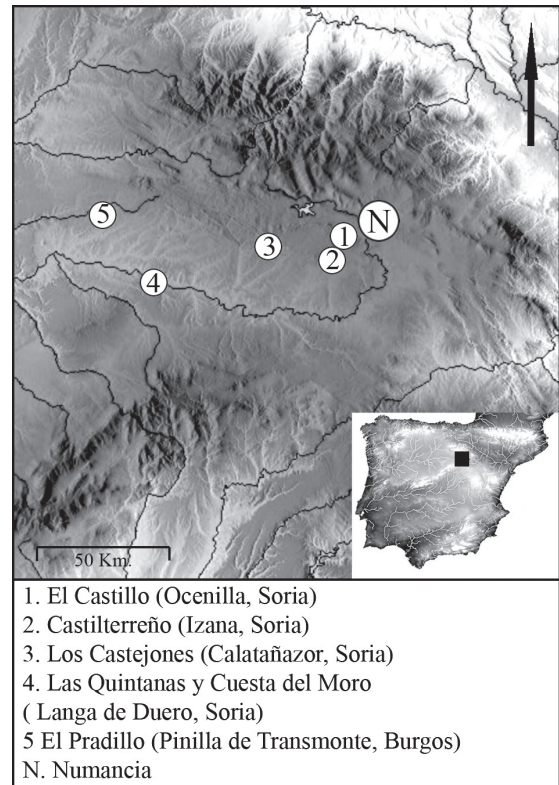 N
1
2
3
5
4
50 Km.
1. El Castillo (Ocenilla, Soria)
2. Castilterreño (Izana, Soria)
3. Los Castejones (Calatañazor, Soria)
4. Las Quintanas y Cuesta del Moro
( Langa de Duero, Soria)
5 El Pradillo (Pinilla de Transmonte, Burgos)
N. Numancia